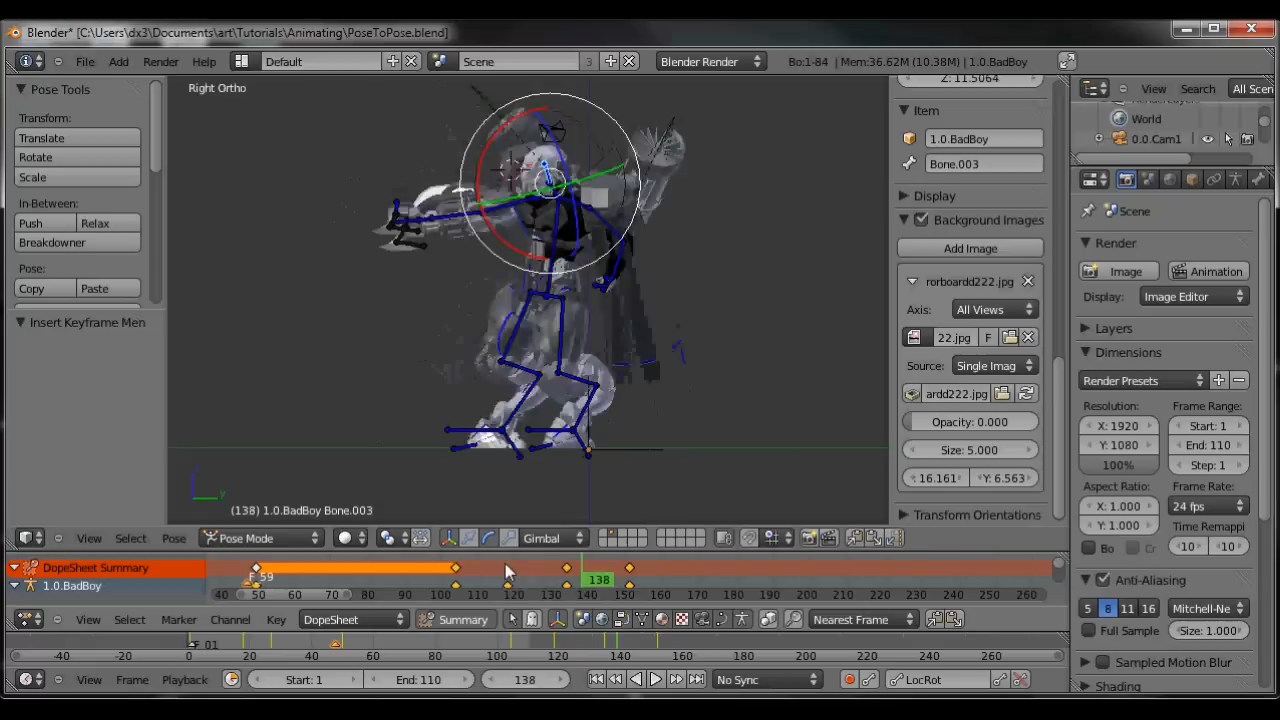 Blender* [C:\Users\dx3\Documents\art\Tutorials\Animating\PoseToPose.blend]
File Add Render Help Default Scene 3 Blender Render Bo:1-84 | Mem:36.62M (10.38M) | 1.0.BadBoy
Pose Tools
Transform:
Translate
Rotate
Scale
In-Between:
Push Relax
Breakdowner
Pose:
Copy Paste
Insert Keyframe Men
Right Ortho
(138) 1.0.BadBoy Bone.003
Z: 11.5064
Item
1.0.BadBoy
Bone.003
Display
Background Images
Add Image
rorboardd222.jpg
Axis: All Views
22.jpg F
Source: Single Imag
ardd222.jpg
Opacity: 0.000
Size: 5.000
16.161 Y: 6.563
Transform Orientations
View Search All Scen
World
0.0.Cam1
Scene
Render
Image Animation
Display: Image Editor
Layers
Dimensions
Render Presets
Resolution: Frame Range:
X: 1920 Start: 1
Y: 1080 End: 110
100% Step: 1
Aspect Ratio: Frame Rate:
X: 1.000 24 fps
Y: 1.000 Time Remappi
Bo 10 10
Anti-Aliasing
5 8 11 16 Mitchell-Ne
Full Sample Size: 1.000
Sampled Motion Blur
Shading
View Select Pose Pose Mode Gimbal
DopeSheet Summary
F_59
1.0.BadBoy
138
40 50 60 70 80 90 100 110 120 130 140 150 160 170 180 190 200 210 220 230 240 250 260
View Select Marker Channel Key DopeSheet Summary Nearest Frame
F_01
-40 -20 0 20 40 60 80 100 120 140 160 180 200 220 240 260
View Frame Playback Start: 1 End: 110 138 No Sync LocRot